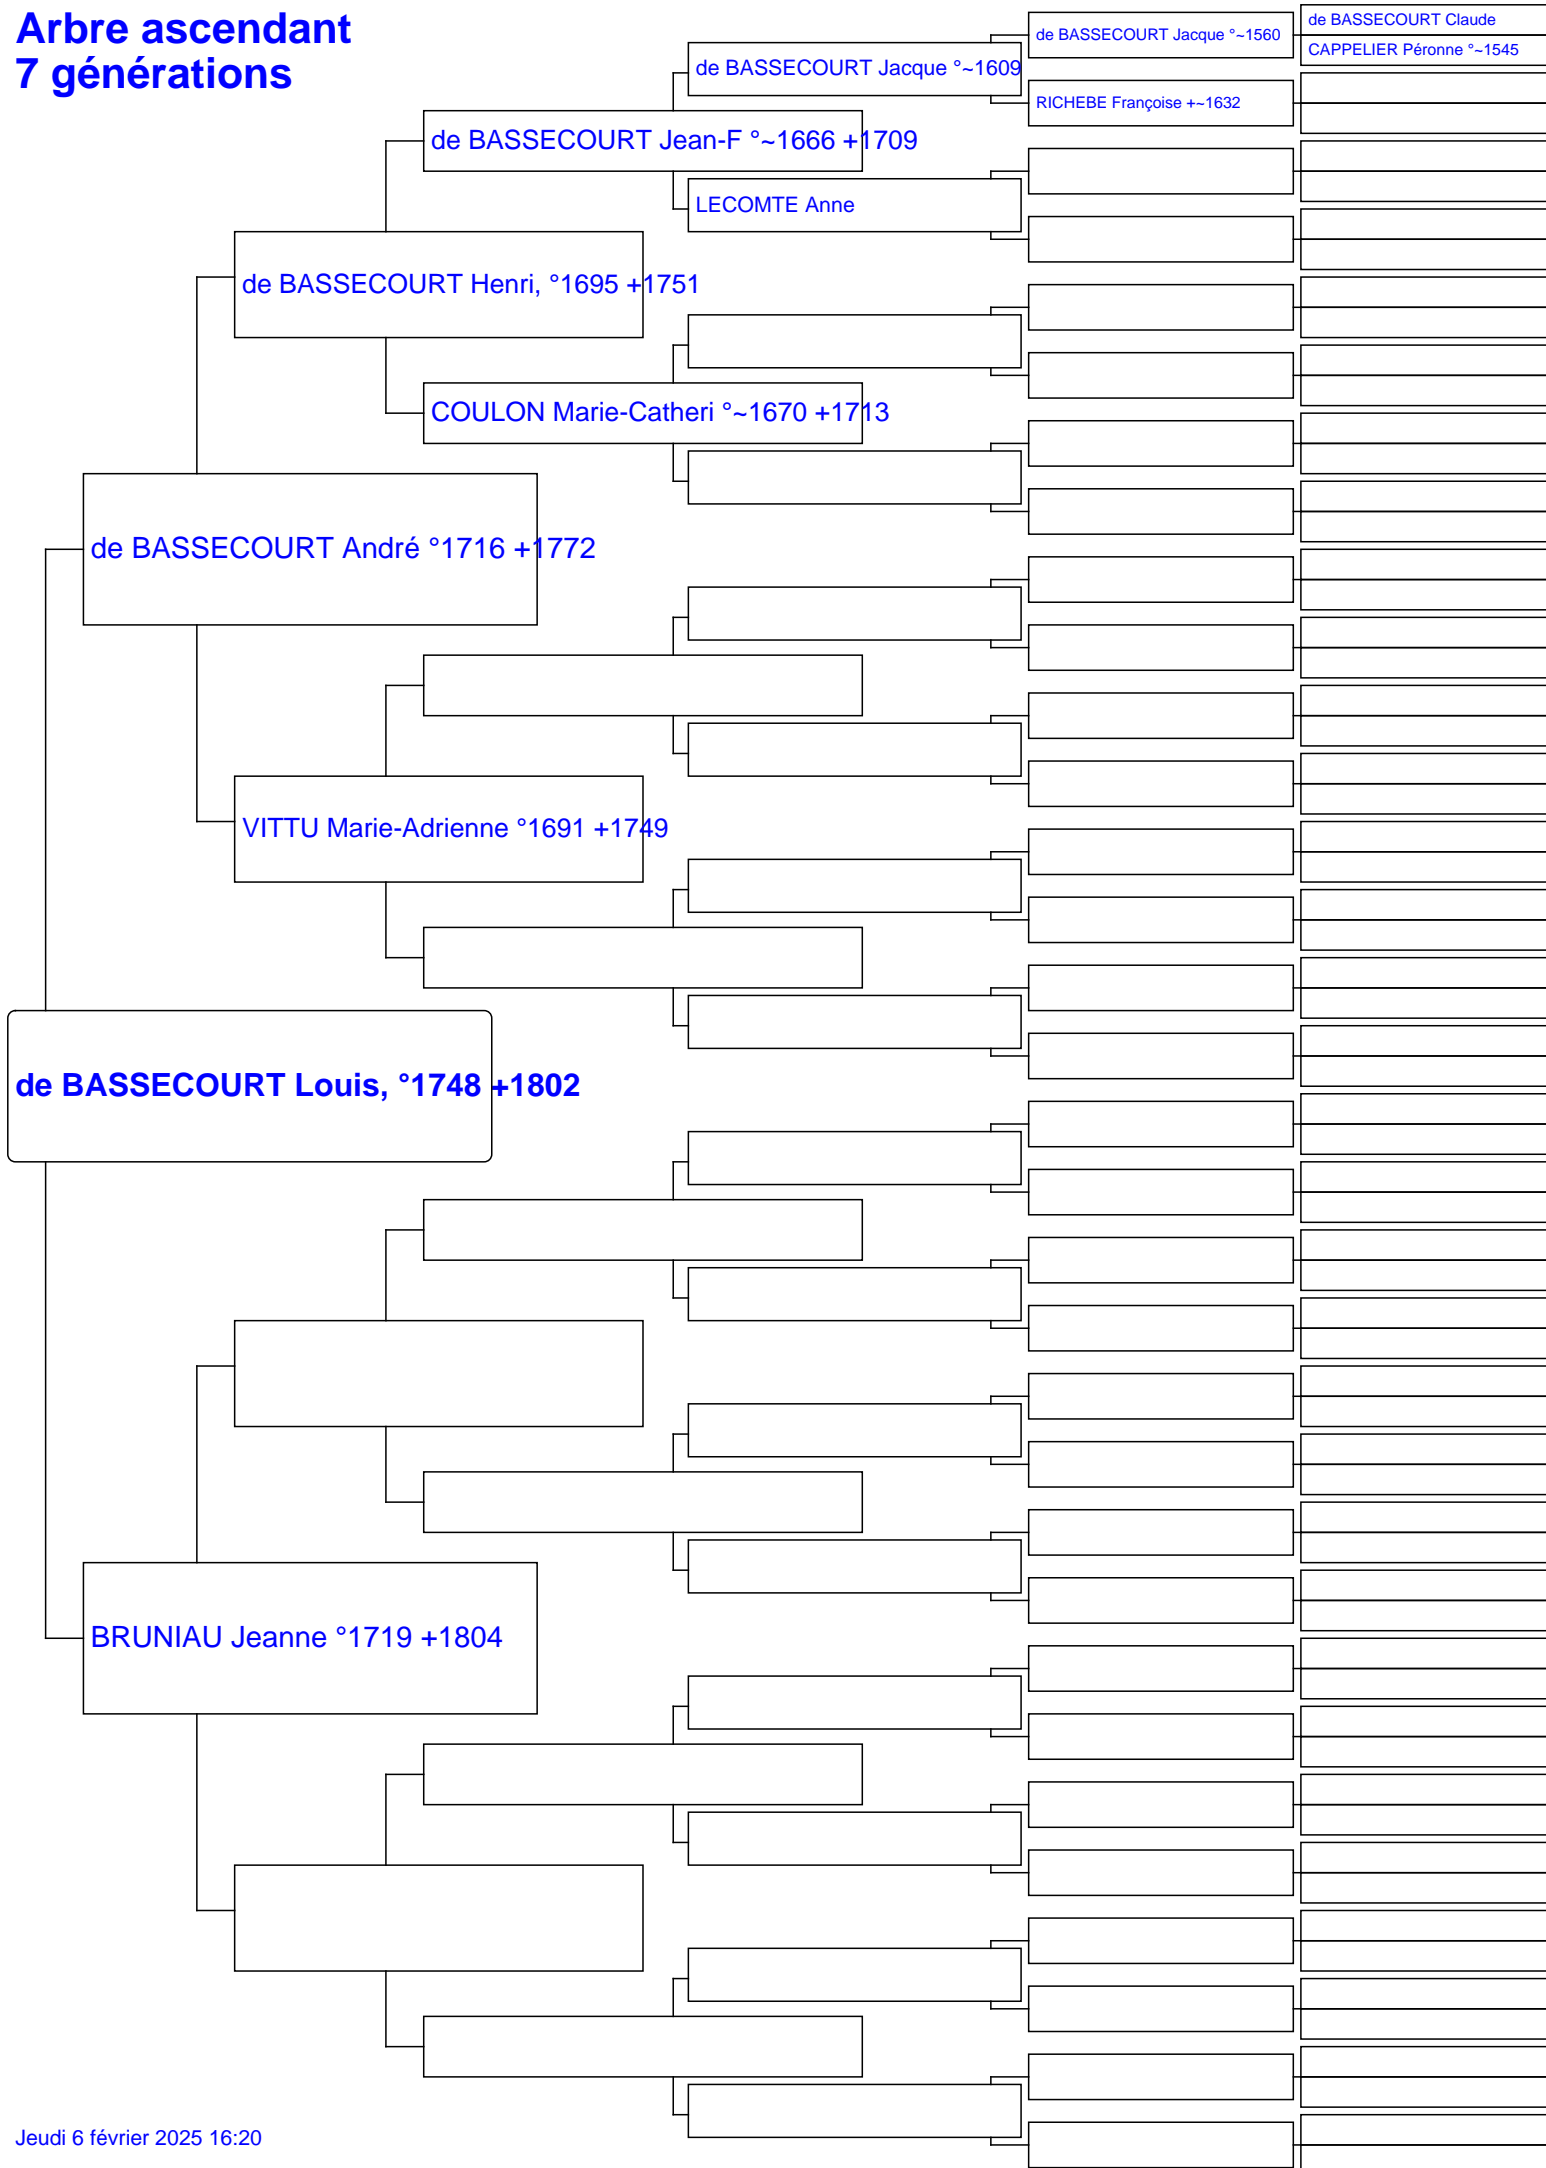 Arbre ascendant
7 générations
de BASSECOURT Claude
CAPPELIER Péronne °~1545
de BASSECOURT Jacque °~1560
de BASSECOURT Jacque °~1609
RICHEBE Françoise +~1632
de BASSECOURT Jean-F °~1666 +1709
LECOMTE Anne
de BASSECOURT Henri, °1695 +1751
COULON Marie-Catheri °~1670 +1713
de BASSECOURT André °1716 +1772
VITTU Marie-Adrienne °1691 +1749
de BASSECOURT Louis, °1748 +1802
BRUNIAU Jeanne °1719 +1804
Jeudi 6 février 2025 16:20